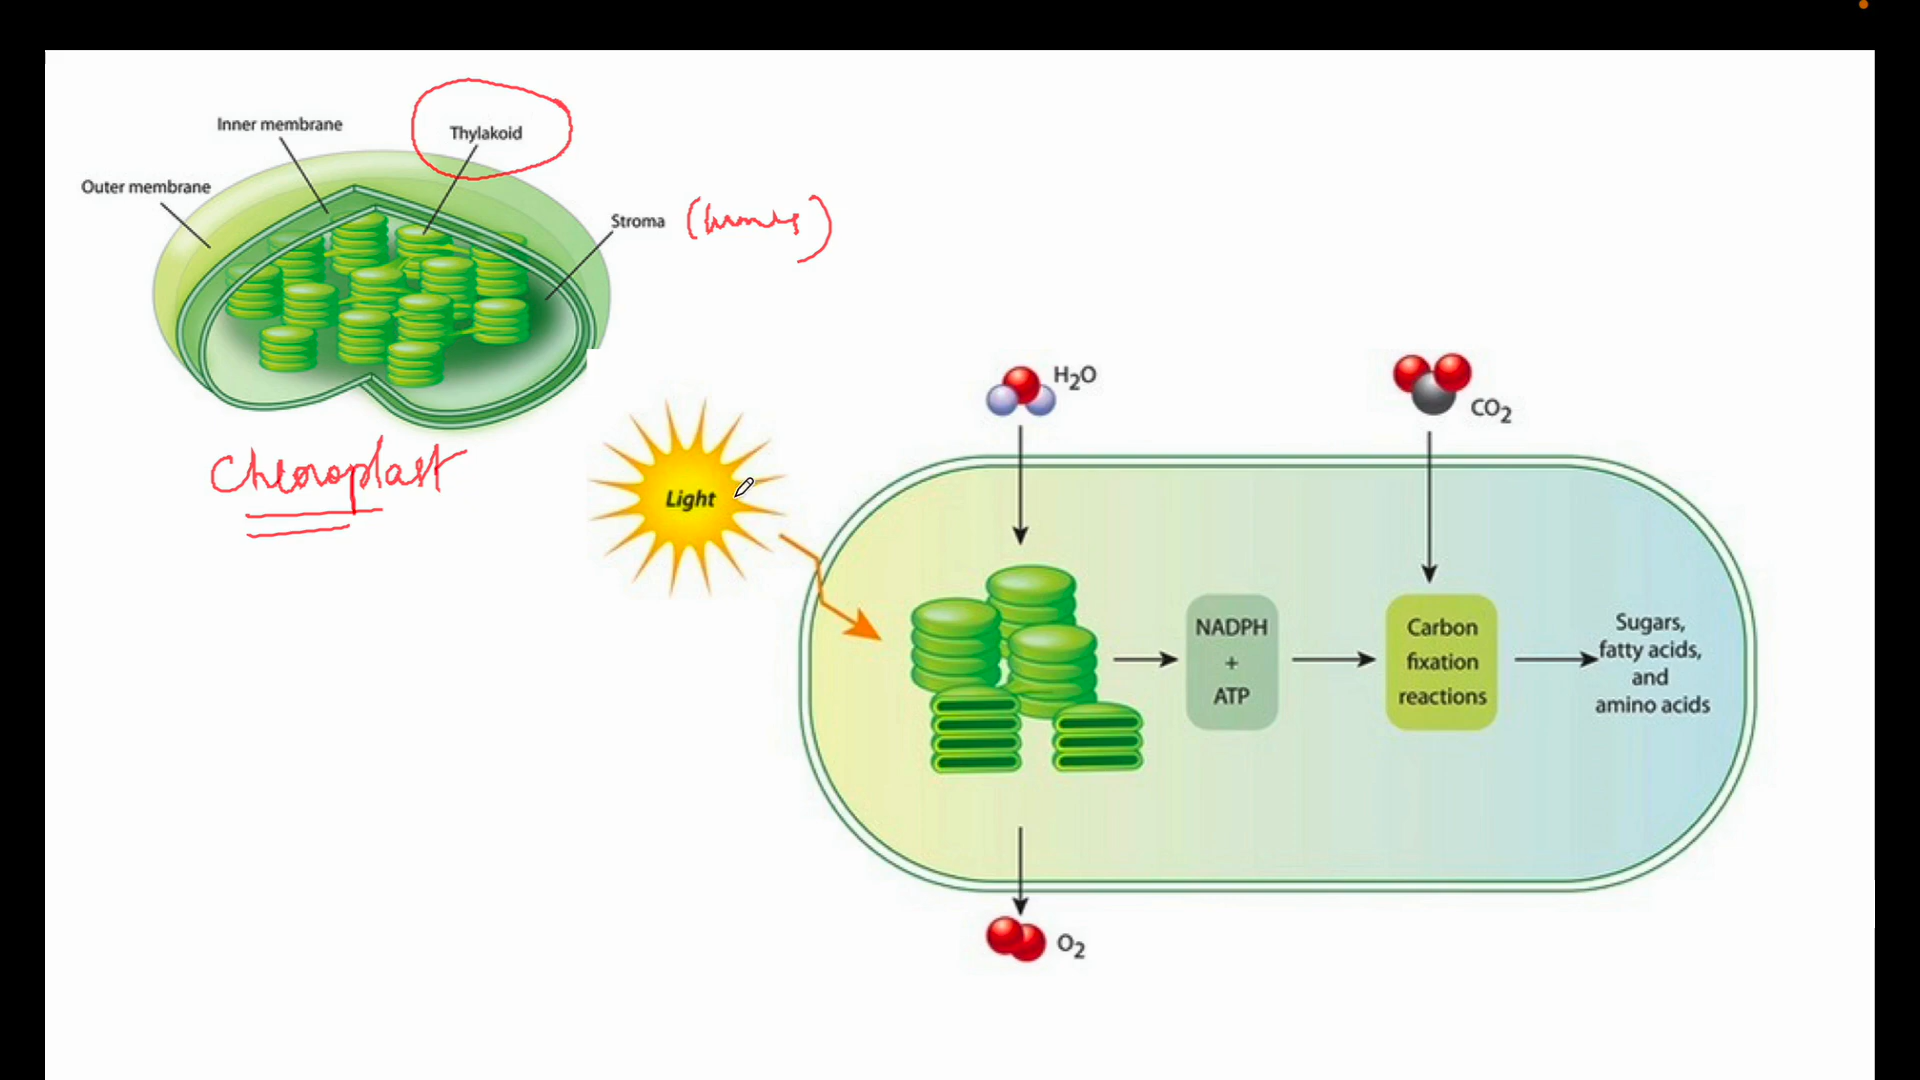 Inner membrane
Thylakoid
Outer membrane
Stroma
Chloroplast
Light
H₂O
CO₂
NADPH
+
ATP
Carbon
fixation
reactions
Sugars,
fatty acids,
and
amino acids
O₂